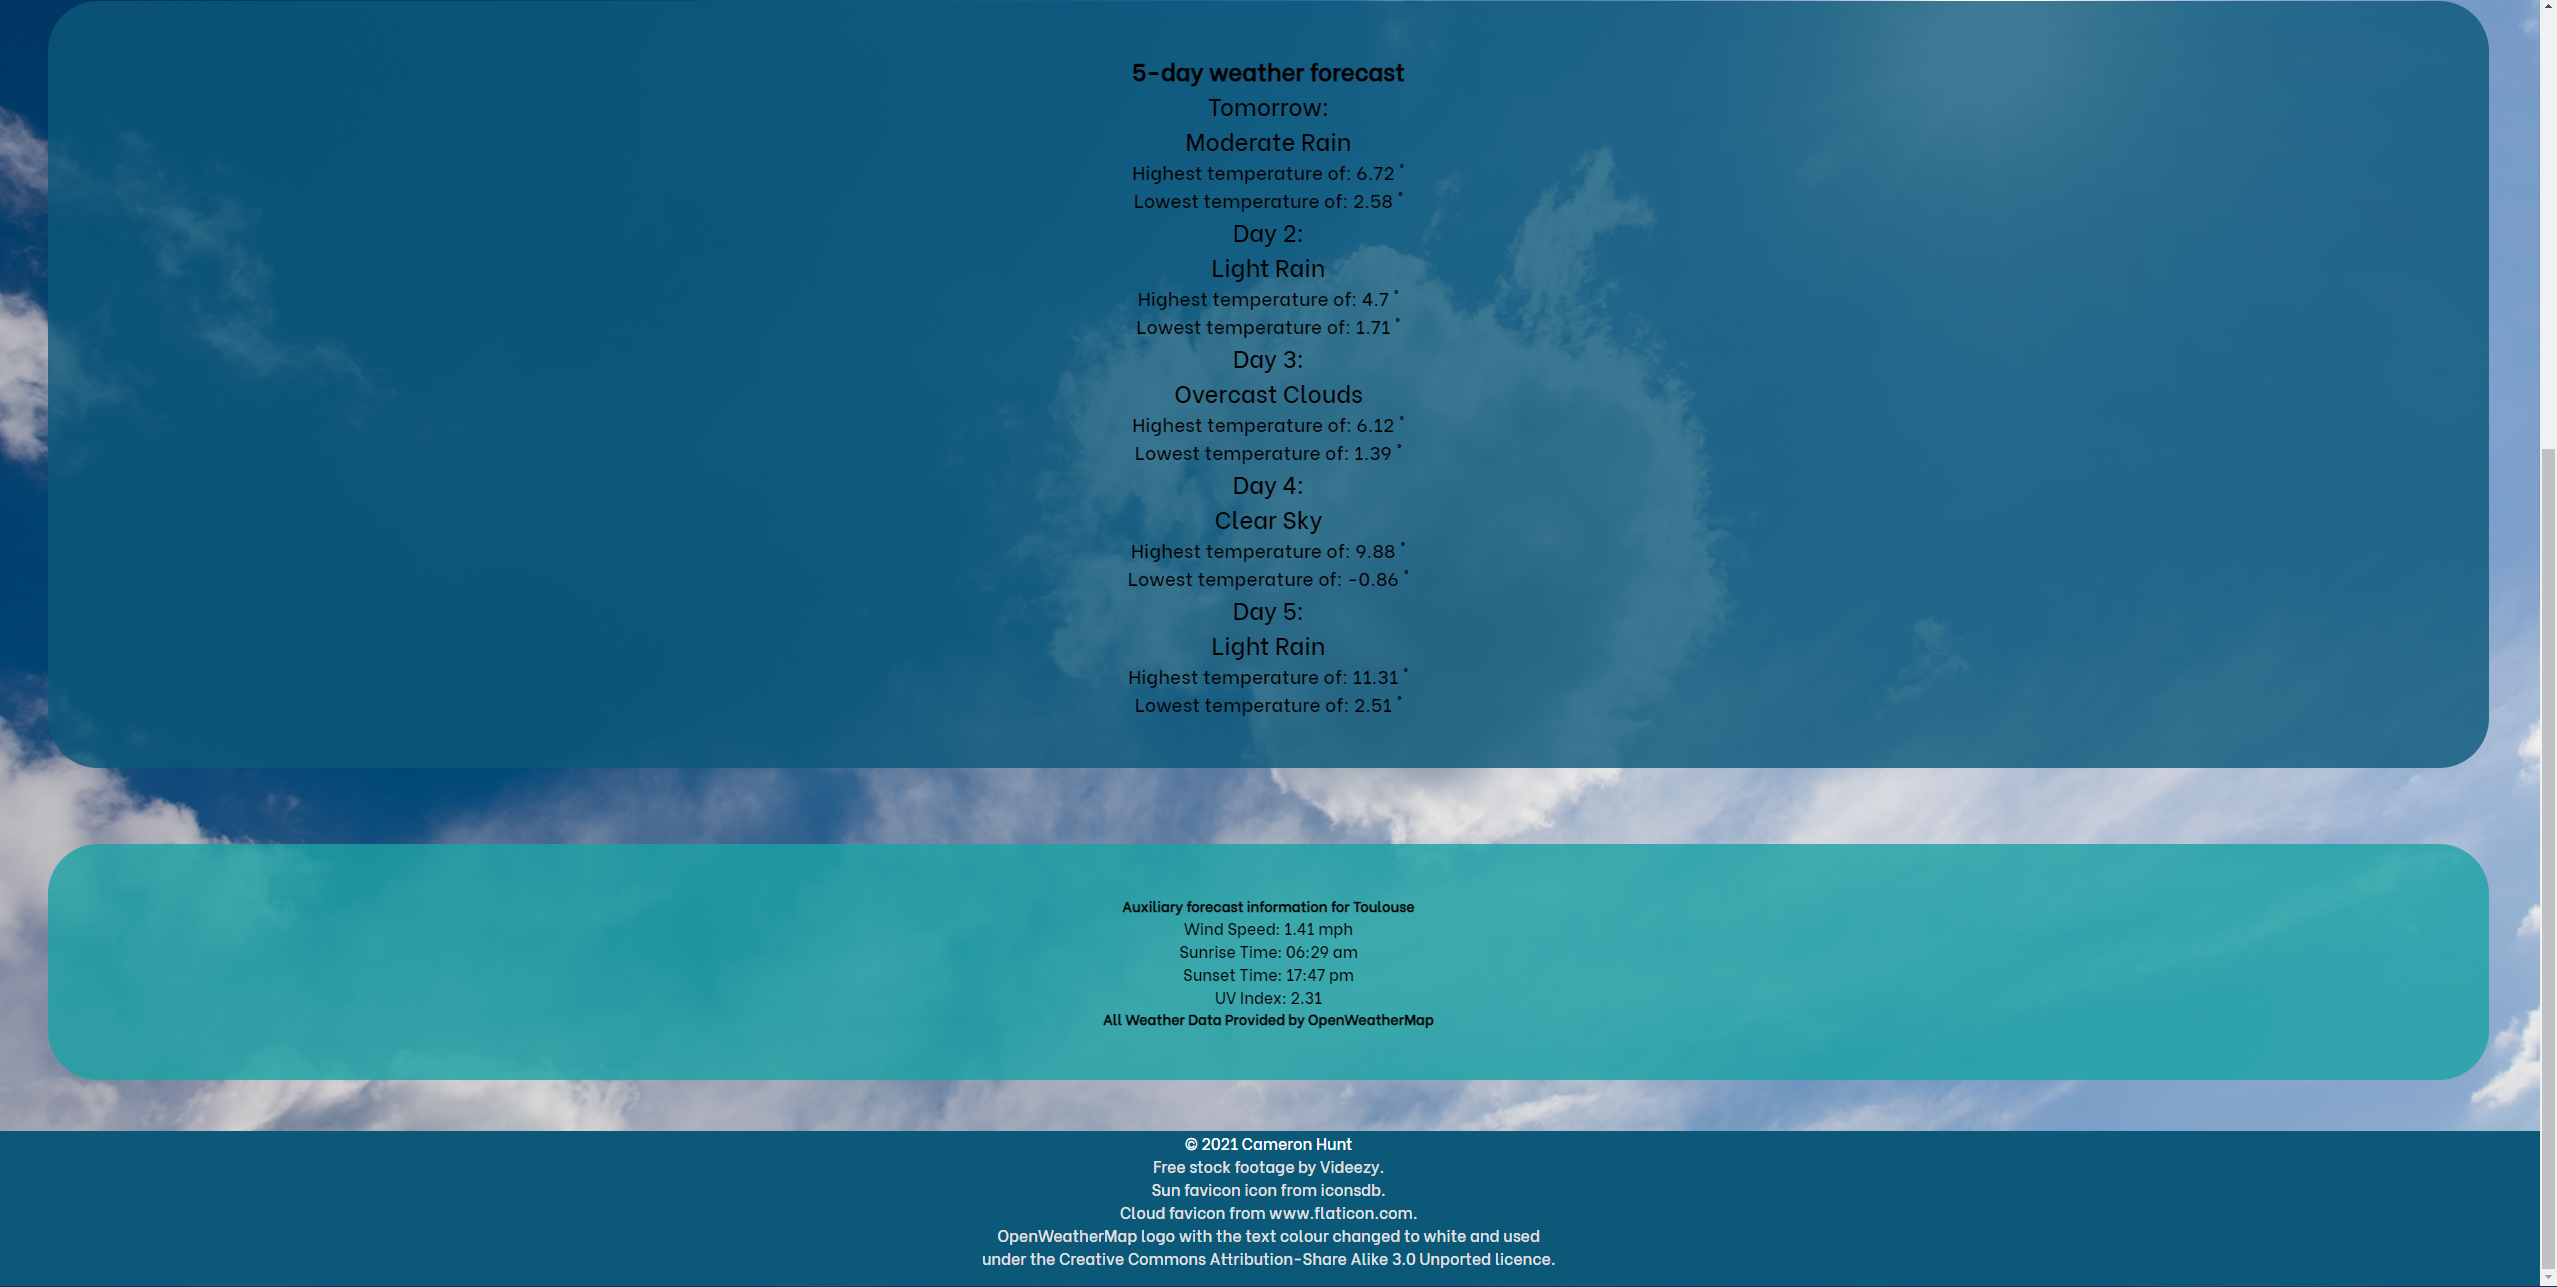 5-day weather forecast
Tomorrow:
Moderate Rain
Highest temperature of: 6.72 °
Lowest temperature of: 2.58 °
Day 2:
Light Rain
Highest temperature of: 4.7 °
Lowest temperature of: 1.71 °
Day 3:
Overcast Clouds
Highest temperature of: 6.12 °
Lowest temperature of: 1.39 °
Day 4:
Clear Sky
Highest temperature of: 9.88 °
Lowest temperature of: -0.86 °
Day 5:
Light Rain
Highest temperature of: 11.31 °
Lowest temperature of: 2.51 °
Auxiliary forecast information for Toulouse
Wind Speed: 1.41 mph
Sunrise Time: 06:29 am
Sunset Time: 17:47 pm
UV Index: 2.31
All Weather Data Provided by OpenWeatherMap
© 2021 Cameron Hunt
Free stock footage by Videezy.
Sun favicon icon from iconsdb.
Cloud favicon from www.flaticon.com.
OpenWeatherMap logo with the text colour changed to white and used
under the Creative Commons Attribution-Share Alike 3.0 Unported licence.